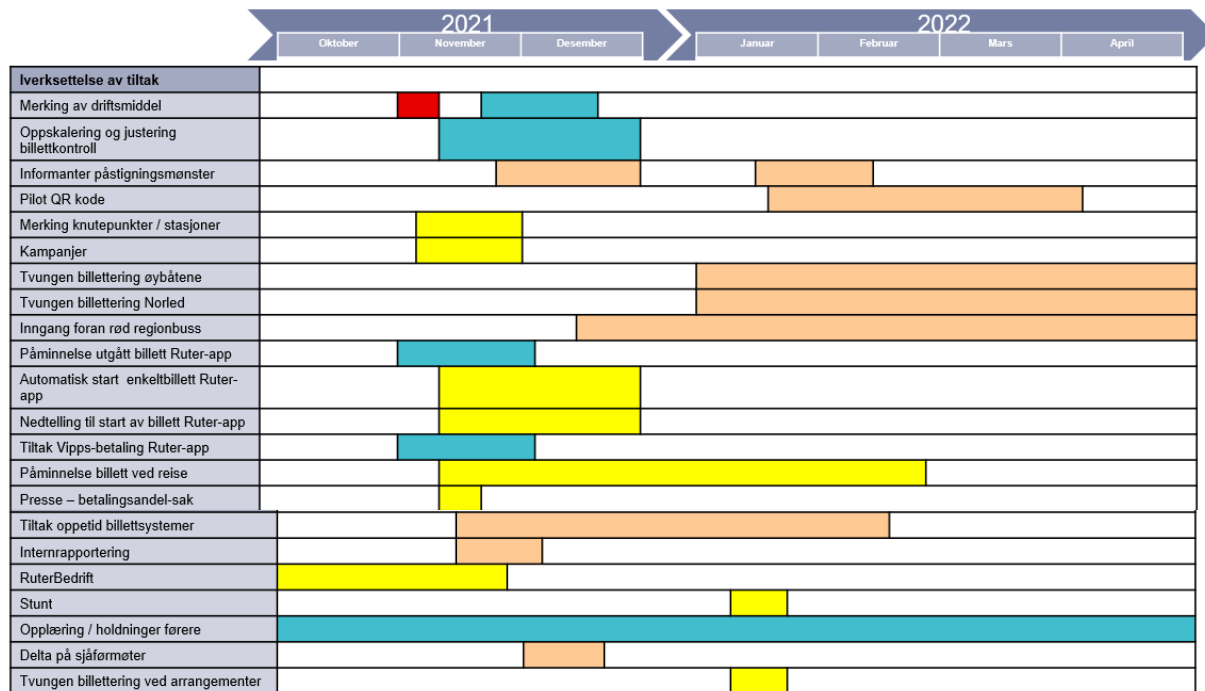 2021
2022
Oktober
November
Desember
Januar
Februar
Mars
April
Iverksettelse av tiltak
Merking av driftsmiddel
Oppskalering og justering
billettkontroll
Informanter påstigningsmønster
Pilot QR kode
Merking knutepunkter / stasjoner
Kampanjer
Tvungen billettering øybåtene
Tvungen billettering Norled
Inngang foran rød regionbuss
Påminnelse utgått billett Ruter-app
Automatisk start enkeltbillett Ruter-
app
Nedtelling til start av billett Ruter-app
Tiltak Vipps-betaling Ruter-app
Påminnelse billett ved reise
Presse – betalingsandel-sak
Tiltak oppetid billettsystemer
Internrapportering
RuterBedrift
Stunt
Opplæring / holdninger førere
Delta på sjåførmøter
Tvungen billettering ved arrangementer